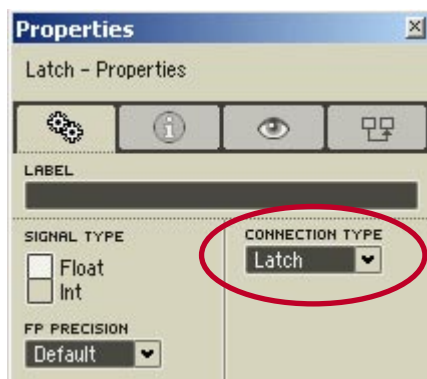 Properties
Latch - Properties
LABEL
SIGNAL TYPE
Float
Int
FP PRECISION
Default
CONNECTION TYPE
Latch